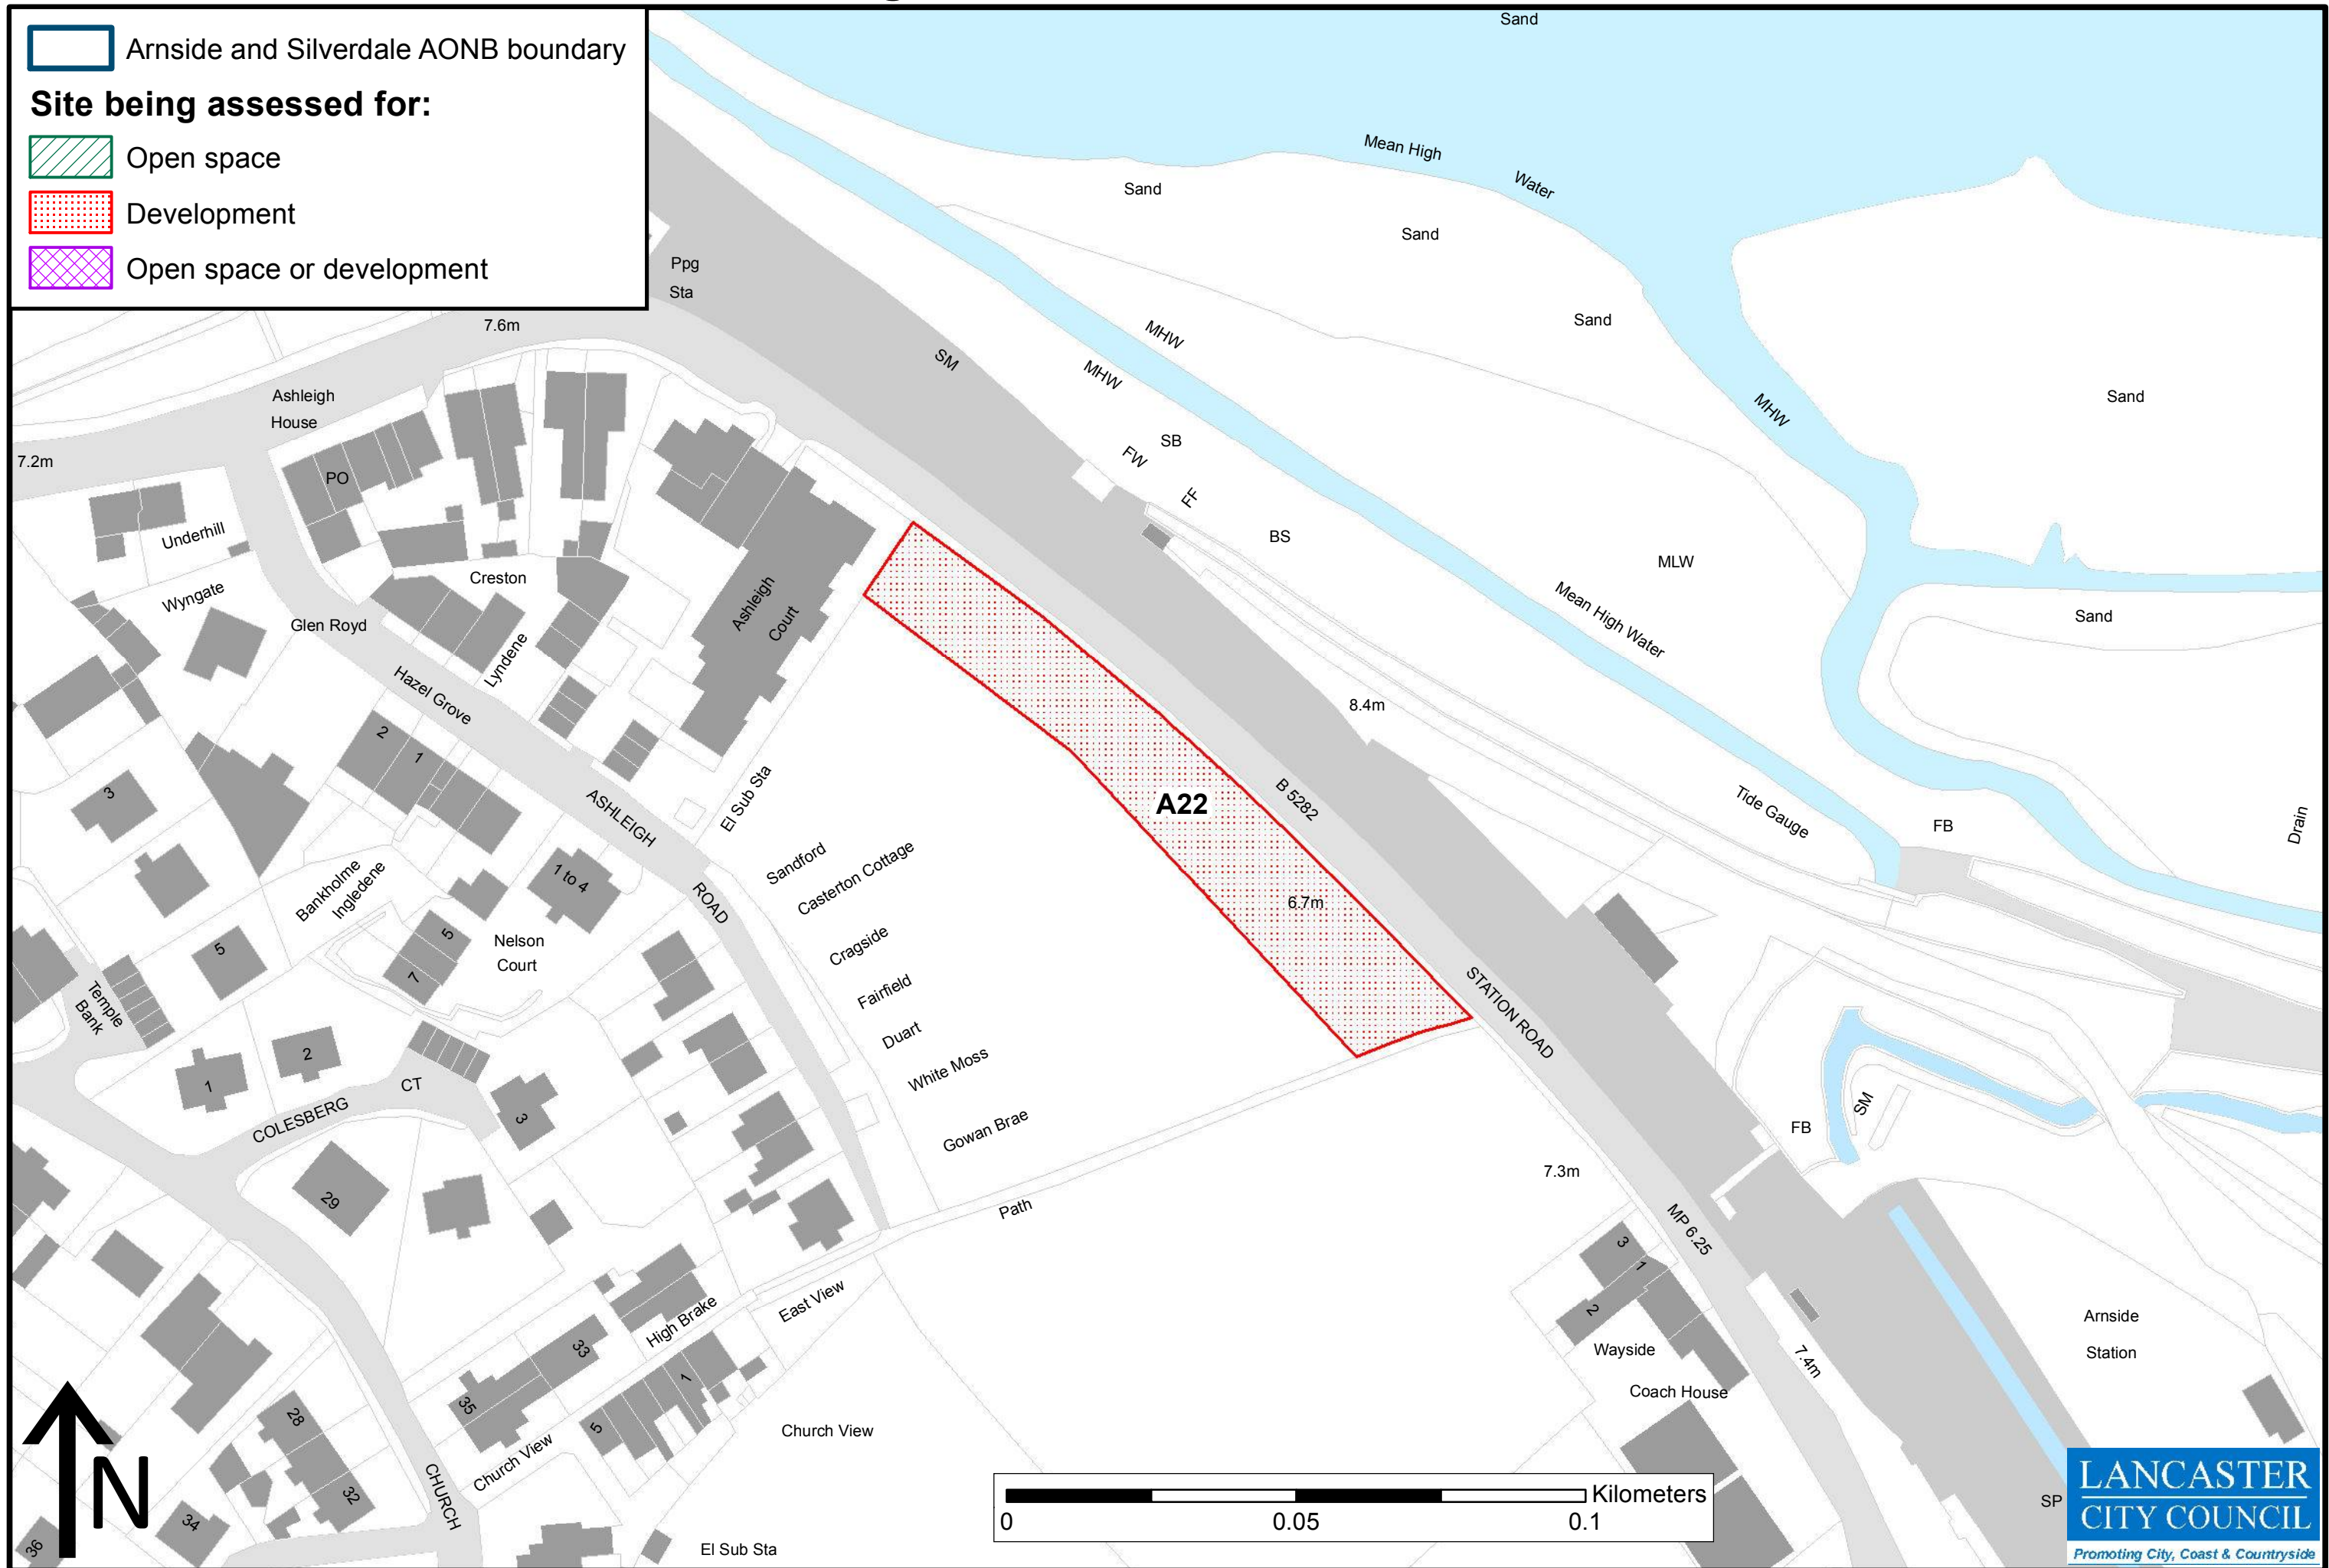 Arnside and Silverdale AONB boundary
Site being assessed for:
Open space
Development
Open space or development
Sand
Mean High
Water
Sand
Sand
Sand
Sand
MHW
Ppg
Sta
7.6m
SM
MHW
MHW
Ashleigh
House
7.2m
PO
SB
FW
FF
BS
MLW
Underhill
Wyngate
Creston
Glen Royd
Lyndene
Ashleigh
Court
Mean High Water
Sand
Hazel Grove
8.4m
2
1
3
El Sub Sta
ASHLEIGH
ROAD
A22
B 5282
Tide Gauge
FB
Drain
Sandford
Casterton Cottage
Bankholme
Ingledene
1 to 4
6.7m
Cragside
5
5
7
Nelson
Court
Fairfield
Temple
Bank
STATION ROAD
Duart
White Moss
2
1
CT
COLESBERG
3
Gowan Brae
SM
FB
7.3m
29
Path
MP 6.25
3
1
2
East View
High Brake
33
35
1
5
Wayside
7.4m
Arnside
Station
Coach House
28
32
34
36
Church View
Church View
CHURCH
N
El Sub Sta
Kilometers
0
0.05
0.1
SP
LANCASTER
CITY COUNCIL
Promoting City, Coast & Countryside